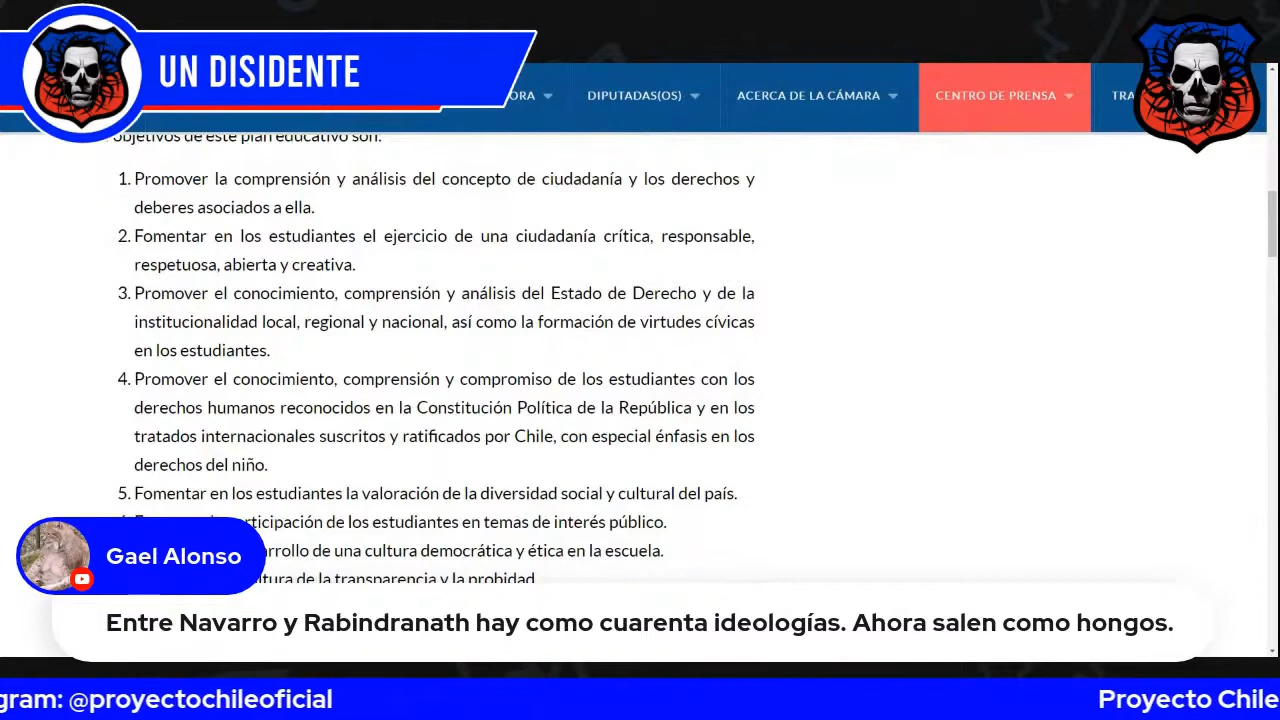 UN DISIDENTE
ORA
DIPUTADAS(OS)
ACERCA DE LA CÁMARA
CENTRO DE PRENSA
TRA
objetivos de este plan educativo son:
1. Promover la comprensión y análisis del concepto de ciudadanía y los derechos y
deberes asociados a ella.
2. Fomentar en los estudiantes el ejercicio de una ciudadanía crítica, responsable,
respetuosa, abierta y creativa.
3. Promover el conocimiento, comprensión y análisis del Estado de Derecho y de la
institucionalidad local, regional y nacional, así como la formación de virtudes cívicas
en los estudiantes.
4. Promover el conocimiento, comprensión y compromiso de los estudiantes con los
derechos humanos reconocidos en la Constitución Política de la República y en los
tratados internacionales suscritos y ratificados por Chile, con especial énfasis en los
derechos del niño.
5. Fomentar en los estudiantes la valoración de la diversidad social y cultural del país.
participación de los estudiantes en temas de interés público.
rrollo de una cultura democrática y ética en la escuela.
ltura de la transparencia y la probidad
Gael Alonso
Entre Navarro y Rabindranath hay como cuarenta ideologías. Ahora salen como hongos.
gram: @proyectochileoficial
Proyecto Chile